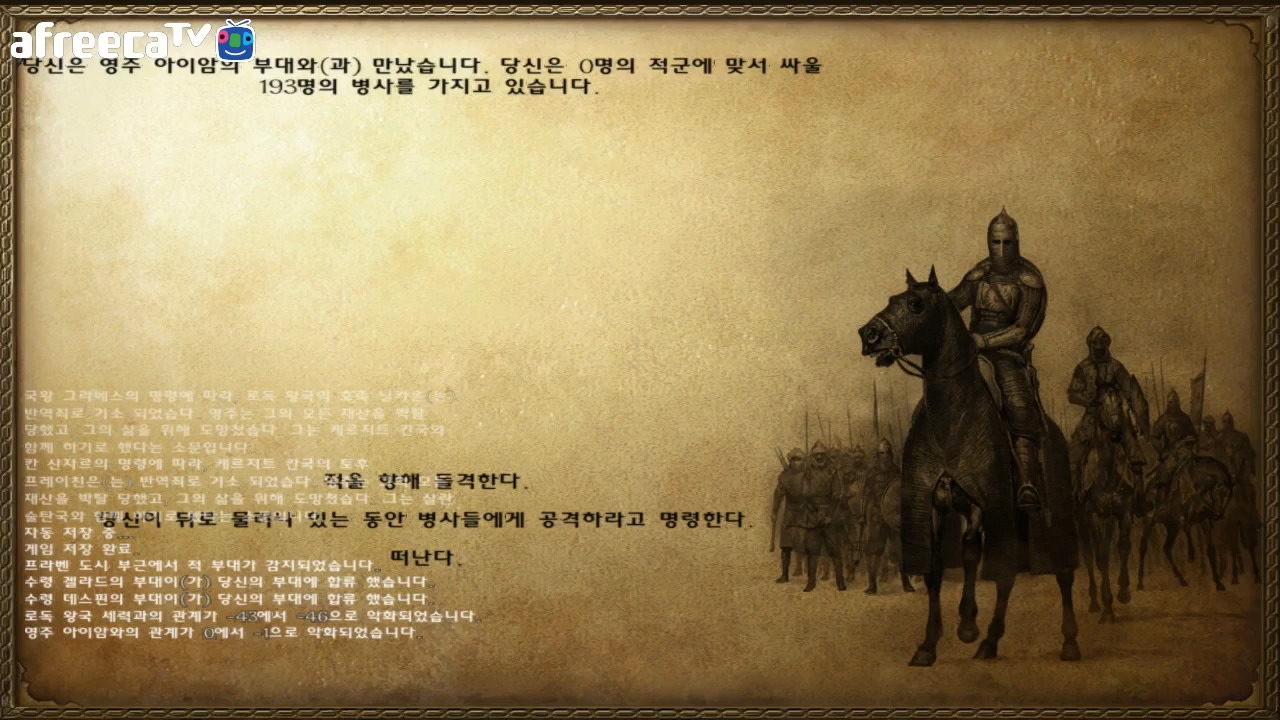 afreecaTV
당신은 영주 아이암의 부대와(과) 만났습니다. 당신은 0명의 적군에 맞서 싸울
193명의 병사를 가지고 있습니다.
국왕 그라베스의 명령에 따라, 로독 왕국의 호족
반역죄로 기소 되었습니다. 영주는 그의 모든 재산을 박탈
당했고, 그의 삶을 위해 도망쳤습니다. 그는 케르지트 칸국와
함께 하기로 했다는 소문입니다.
칸 산자르의 명령에 따라, 케르지트 칸국의 토후
프레이친은(는) 반역죄로 기소 되었습니다.
적을 향해 돌격한다.
재산을 박탈 당했고, 그의 삶을 위해 도망쳤습니다. 그는 살란
술탄국와
당신이 뒤로 물러나 있는 동안 병사들에게 공격하라고 명령한다.
자동 저장 중...
게임 저장 완료.
프라벤 도시 부근에서 적 부대가 감지되었습니다.
떠난다.
수령 겔라드의 부대이(가) 당신의 부대에 합류 했습니다.
수령 데스핀의 부대이(가) 당신의 부대에 합류 했습니다.
로독 왕국 세력과의 관계가 -43에서 -46으로 악화되었습니다.
영주 아이암와의 관계가 0에서 -1으로 악화되었습니다.